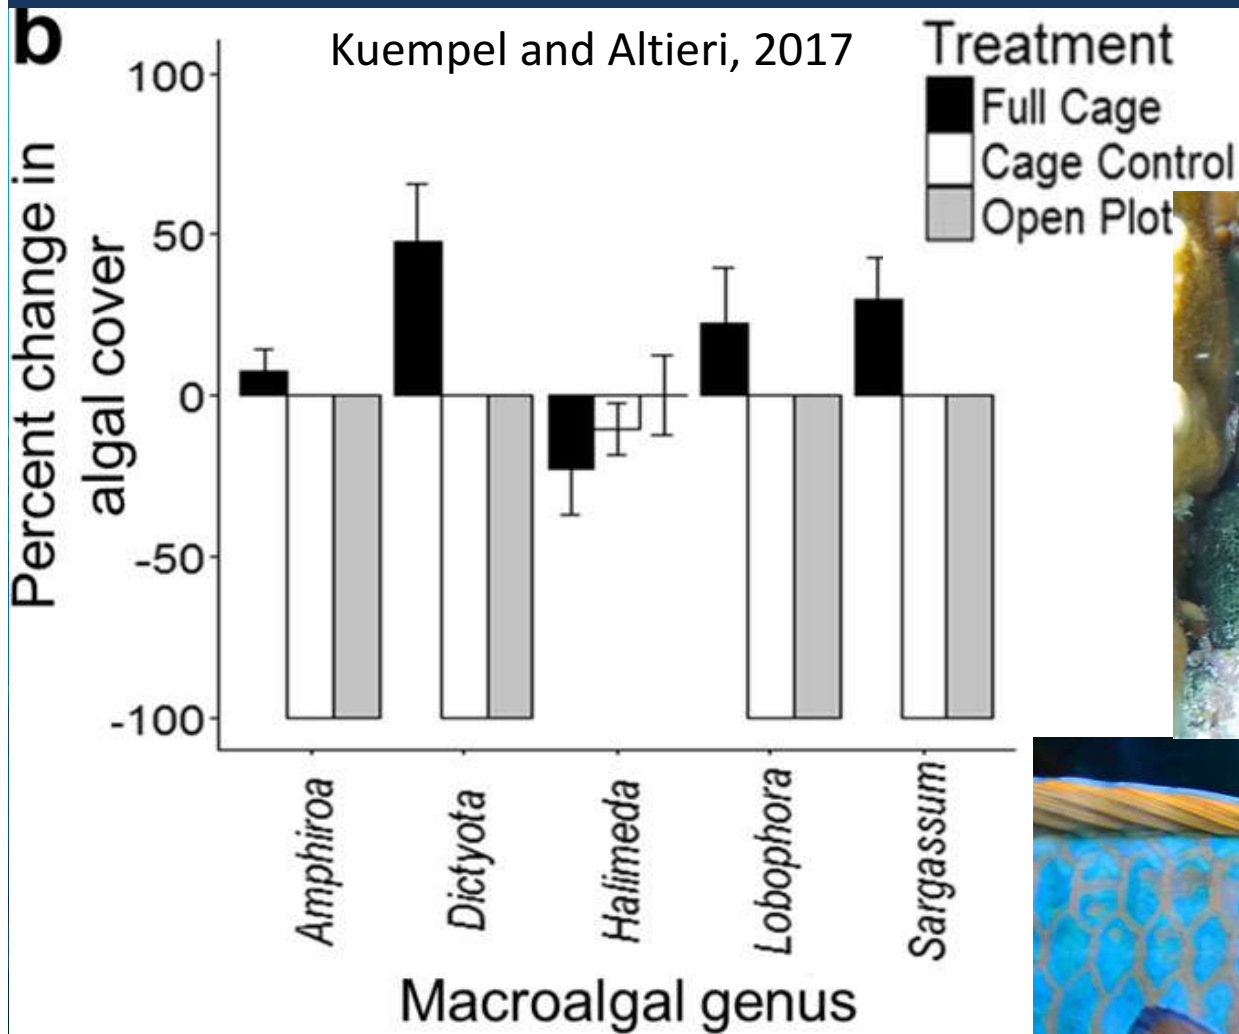 b
Kuempel and Altieri, 2017
Treatment
Full Cage
Cage Control
Open Plot
Percent change in
algal cover
100
50
0
-50
-100
Amphiroa
Dictyota
Halimeda
Lobophora
Sargassum
Macroalgal genus